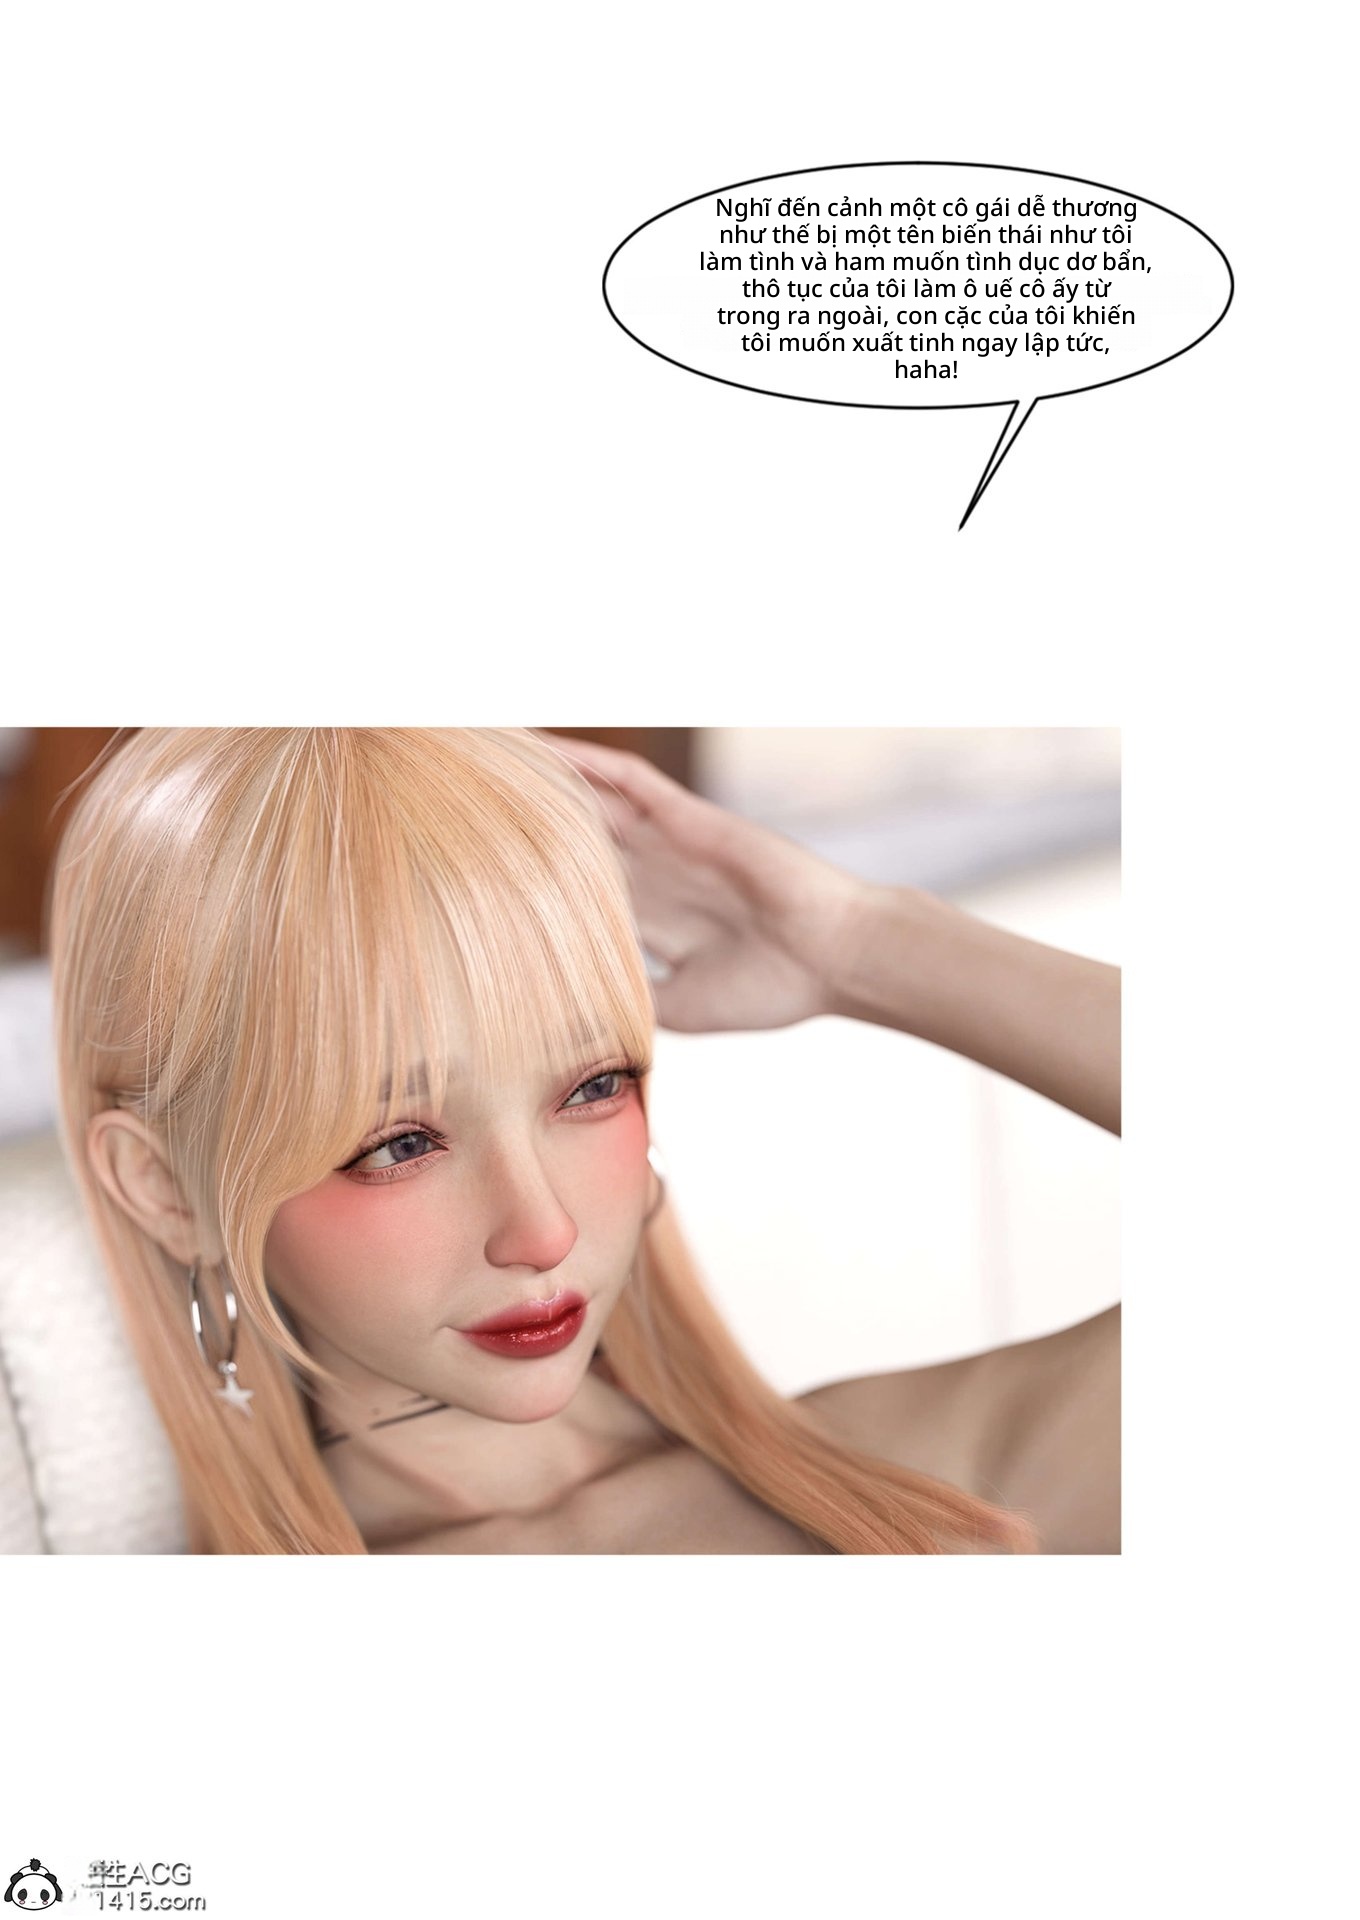 Nghĩ đến cảnh một cô gái dễ thương
như thế bị một tên biến thái như tôi
làm tình và ham muốn tình dục dơ bẩn,
thô tục của tôi làm ô uế cô ấy từ
trong ra ngoài, con cặc của tôi khiến
tôi muốn xuất tinh ngay lập tức,
haha!
ACG
1415.com